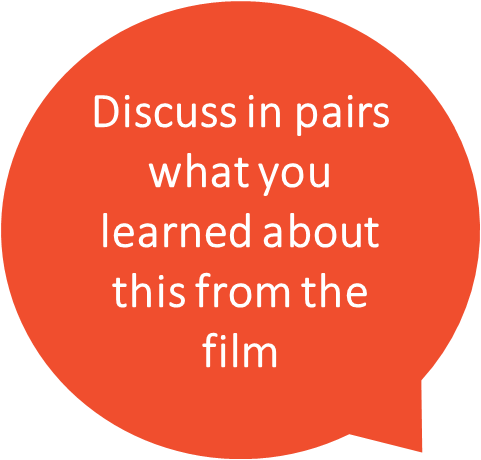 Discuss in pairs
what you
learned about
this from the
film